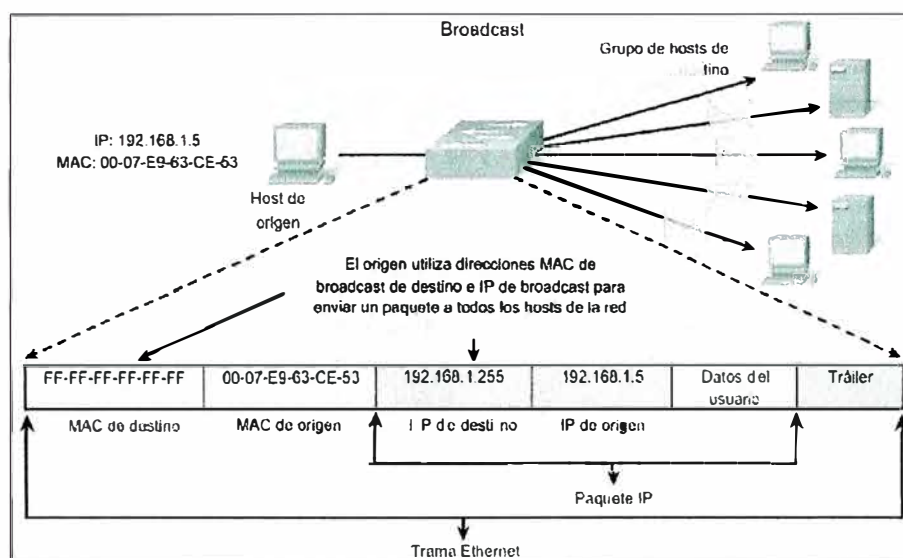 Broadcast
Grupo de hosts de
tino
IP: 192.168.1.5
MAC: 00-07-E9-63-CE-53
Host de
origen
El origen utiliza direcciones MAC de
broadcast de destino e IP de broadcast para
enviar un paquete a todos los hosts de la red
FF-FF-FF-FF-FF-FF 00-07-E9-63-CE-53 192.168.1.255 192.168.1.5 Datos del usuario Tráiler
MAC de destino MAC de origen IP de destino IP de origen
Paquete IP
Trama Ethernet